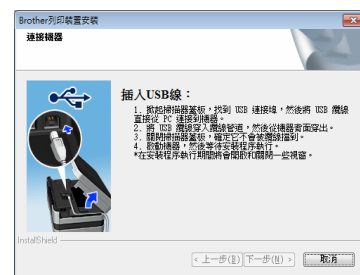 Brother列印裝置安裝
連接機器
插入USB線：
1. 掀起掃描器蓋板，找到 USB 連接埠，然後將 USB 纜線
直接從 PC 連接到機器。
2. 將 USB 纜線穿入纜線管道，然後從機器背面穿出。
3. 關閉掃描器蓋板，確定它不會被纜線擋到。
4. 啟動機器，然後等待安裝程序執行。
*在安裝程序執行期間將會開啟和關閉一些視窗。
InstallShield
< 上一步(B)
下一步(N) >
取消